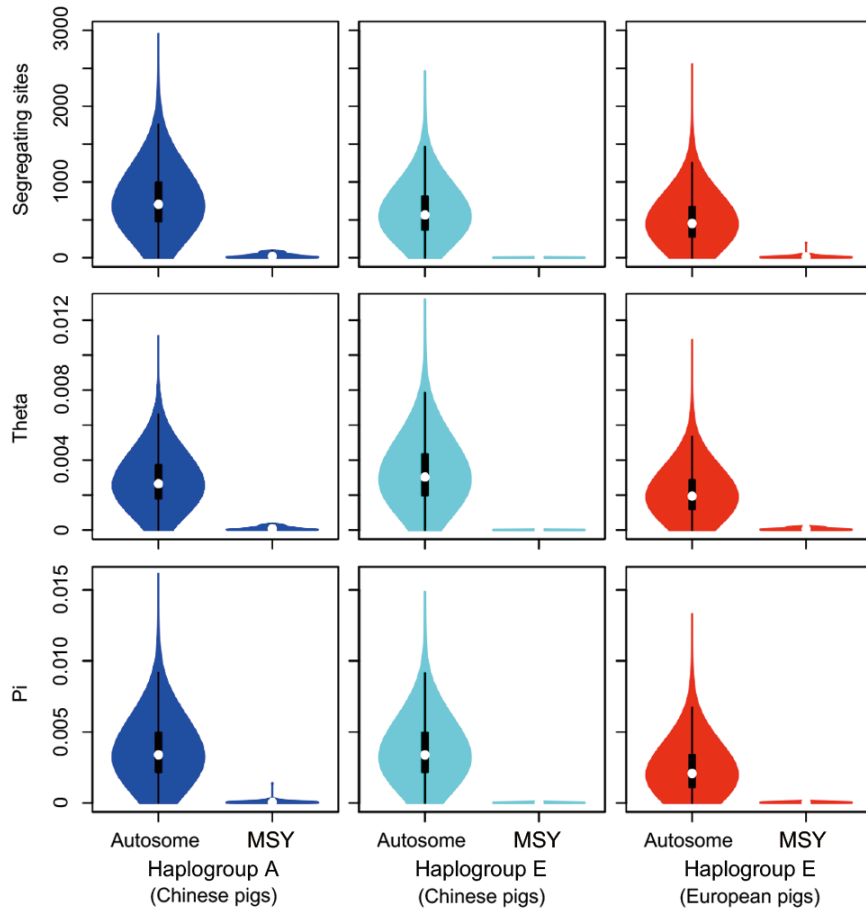 Segregating sites
3000
2000
1000
0
Theta
0.012
0.008
0.004
0
Pi
0.015
0.010
0.005
0
Autosome MSY Autosome MSY Autosome MSY
Haplogroup A Haplogroup E Haplogroup E
(Chinese pigs) (Chinese pigs) (European pigs)